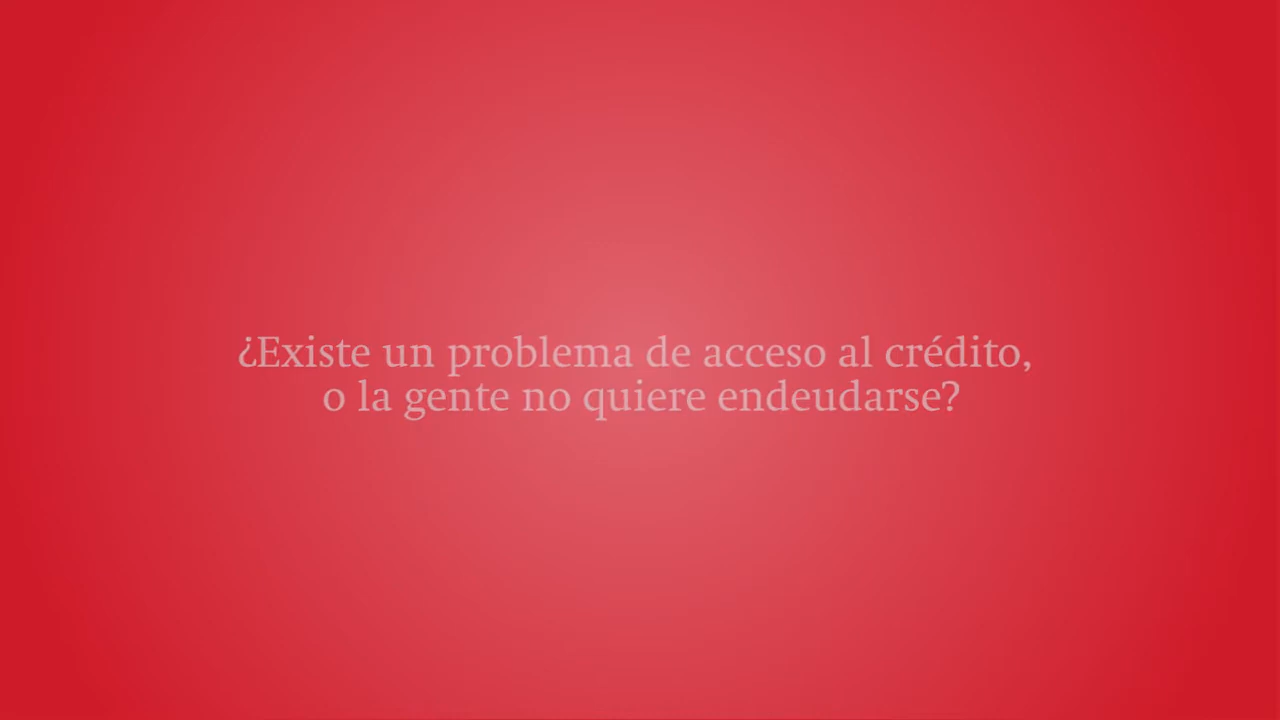 ¿Existe un problema de acceso al crédito,
o la gente no quiere endeudarse?